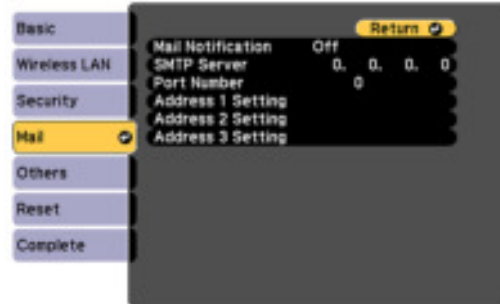 Basic
Wireless LAN
Security
Mail
Others
Reset
Complete
Return
Mail Notification Off
SMTP Server 0. 0. 0. 0
Port Number 0
Address 1 Setting
Address 2 Setting
Address 3 Setting